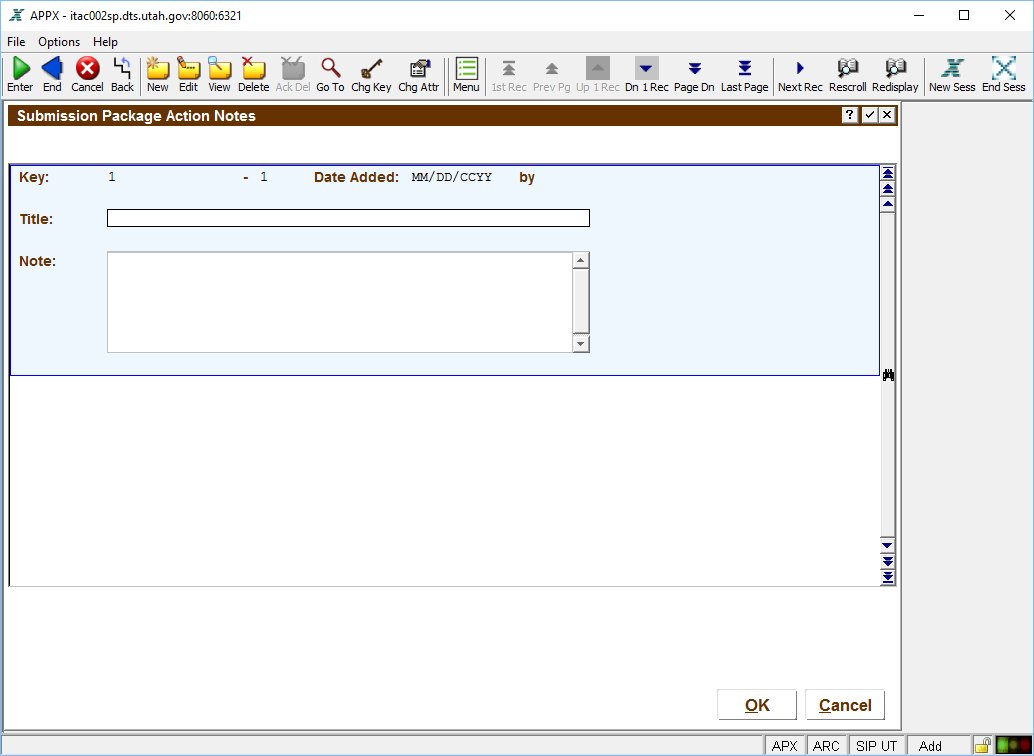 APPX - itac002sp.dts.utah.gov:8060:6321
File Options Help
Enter End Cancel Back New Edit View Delete Ack Del Go To Chg Key Chg Attr Menu 1st Rec Prev Pg Up 1 Rec Dn 1 Rec Page Dn Last Page Next Rec Rescroll Redisplay New Sess End Sess
Submission Package Action Notes ?
Key: 1 - 1 Date Added: MM/DD/CCYY by
Title:
Note:
OK Cancel
APX ARC SIP UT Add